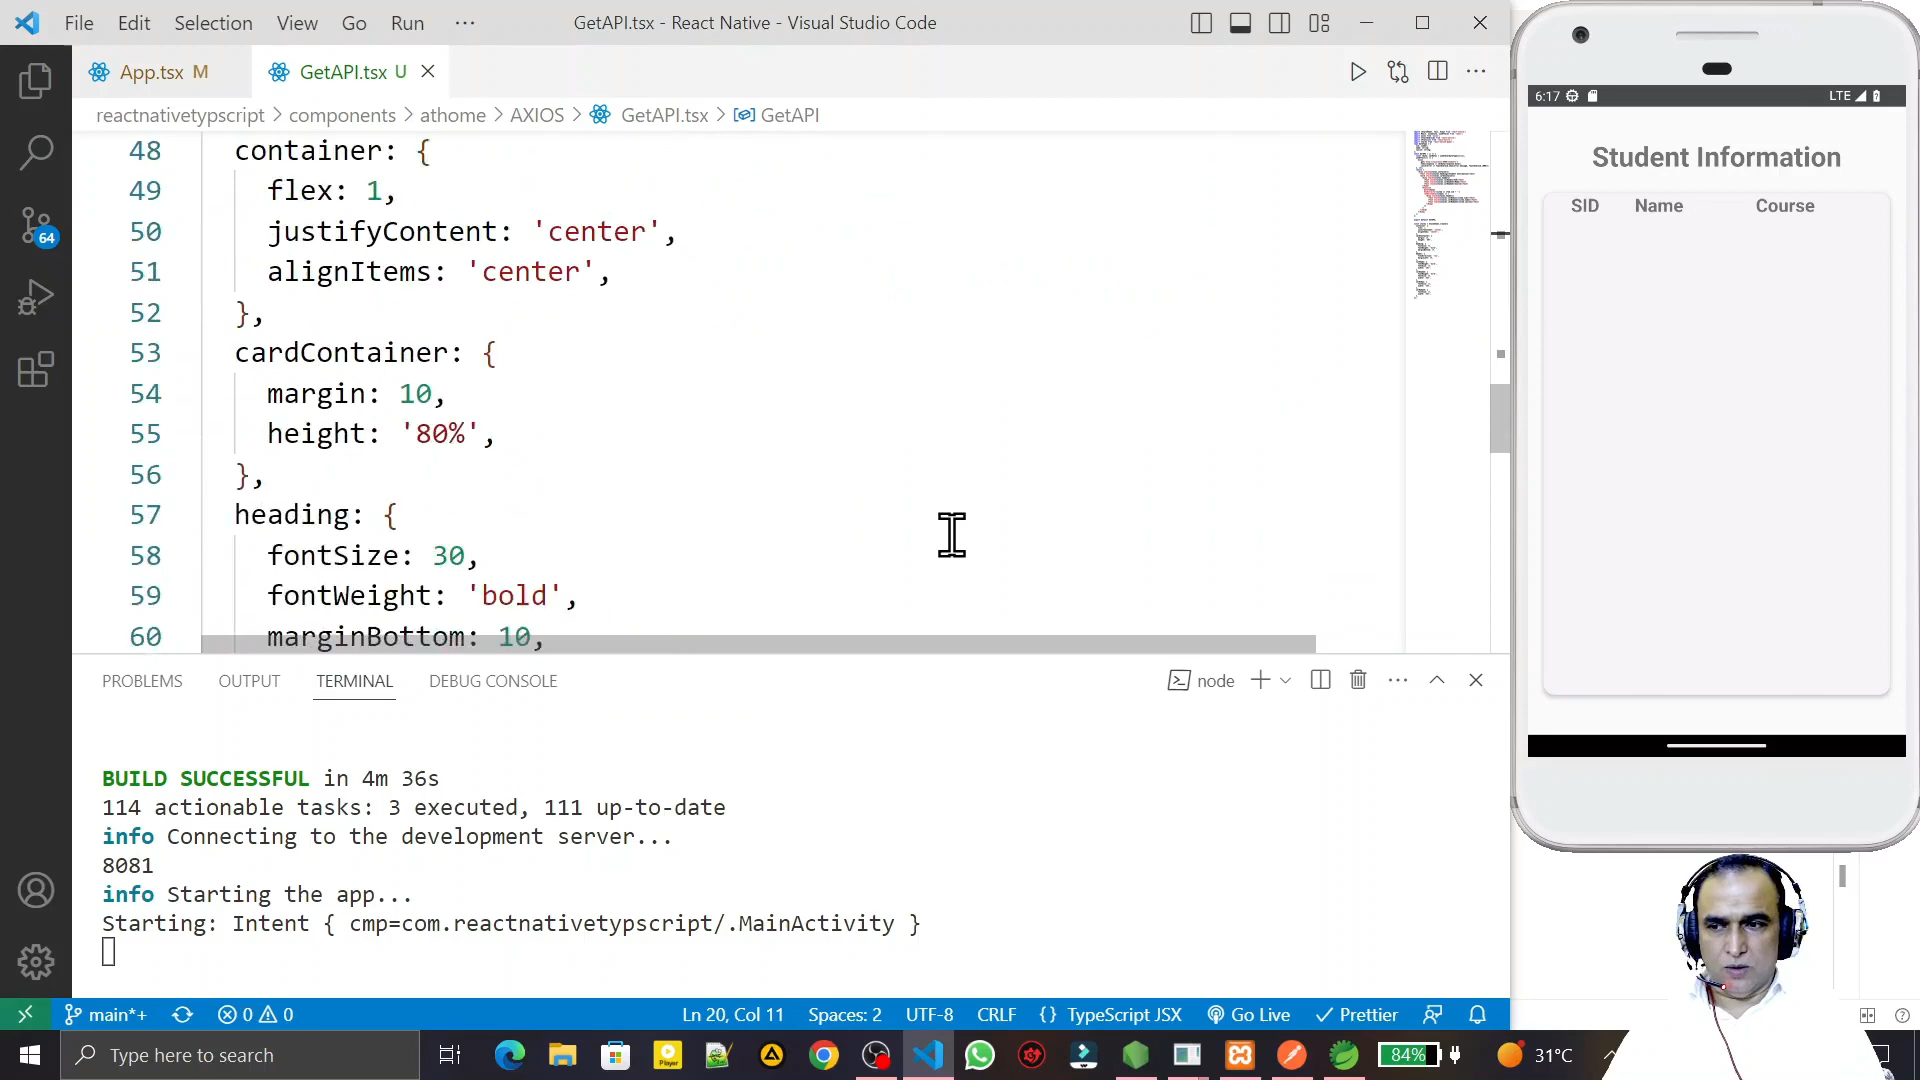 File Edit Selection View Go Run ···
GetAPI.tsx - React Native - Visual Studio Code
App.tsx M
GetAPI.tsx U
reactnativetypscript > components > athome > AXIOS > GetAPI.tsx > GetAPI
48 container: {
49 flex: 1,
50 justifyContent: 'center',
51 alignItems: 'center',
52 },
53 cardContainer: {
54 margin: 10,
55 height: '80%',
56 },
57 heading: {
58 fontSize: 30,
59 fontWeight: 'bold',
60 marginBottom: 10,
64
PROBLEMS OUTPUT TERMINAL DEBUG CONSOLE
node
BUILD SUCCESSFUL in 4m 36s
114 actionable tasks: 3 executed, 111 up-to-date
info Connecting to the development server...
8081
info Starting the app...
Starting: Intent { cmp=com.reactnativetypscript/.MainActivity }
main*+ 0 0 Ln 20, Col 11 Spaces: 2 UTF-8 CRLF {} TypeScript JSX Go Live Prettier
Type here to search
Player
84%
31°C
6:17 LTE
Student Information
SID Name Course